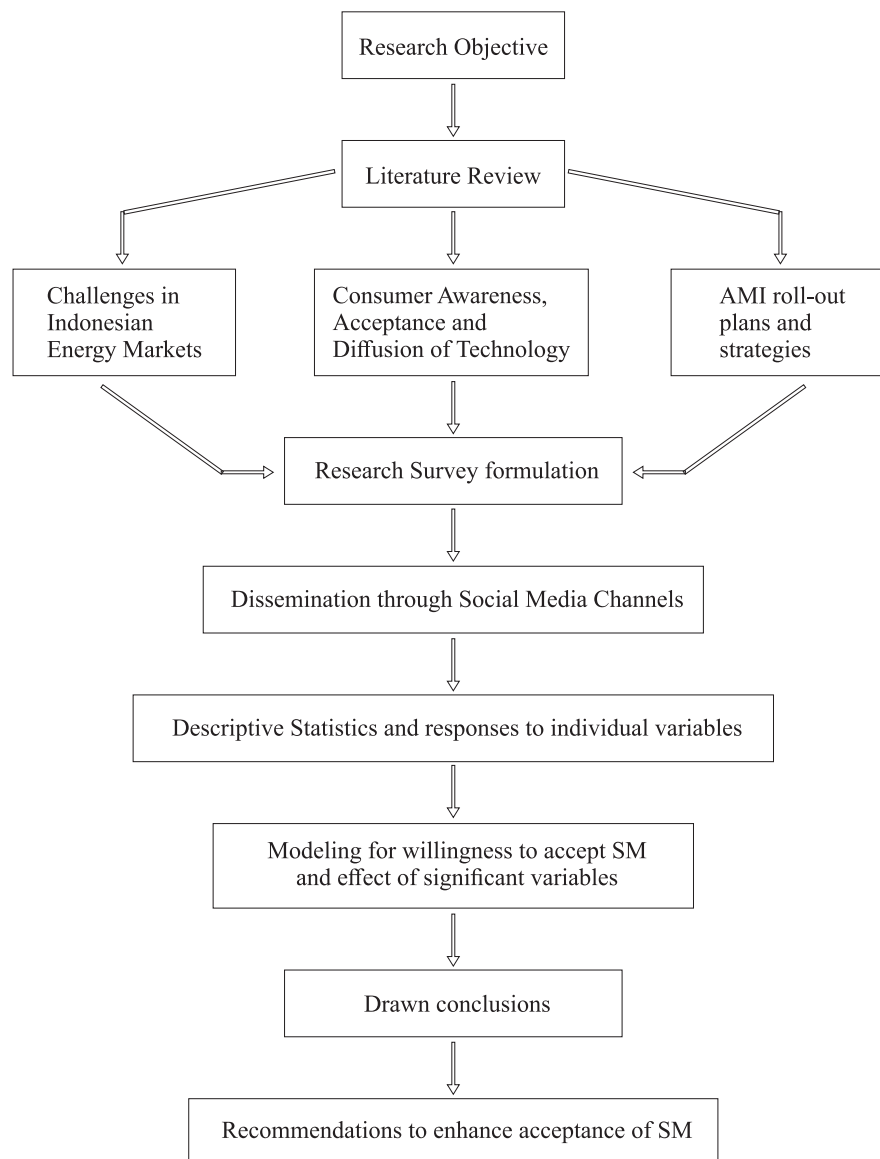 Research Objective
Literature Review
Challenges in
Indonesian
Energy Markets
Consumer Awareness,
Acceptance and
Diffusion of Technology
AMI roll-out
plans and
strategies
Research Survey formulation
Dissemination through Social Media Channels
Descriptive Statistics and responses to individual variables
Modeling for willingness to accept SM
and effect of significant variables
Drawn conclusions
Recommendations to enhance acceptance of SM